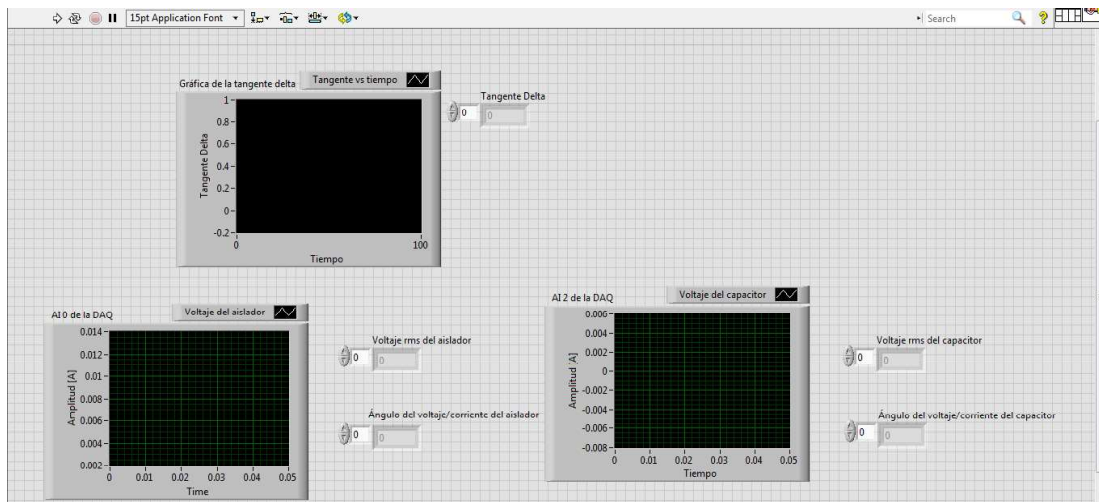 15pt Application Font
Search
Gráfica de la tangente delta
Tangente vs tiempo
Tangente Delta
0
0
1
0.8
0.6
0.4
0.2
0
-0.2
Tangente Delta
0
100
Tiempo
AI 0 de la DAQ
Voltaje del aislador
0.014
0.012
0.01
0.008
0.006
0.004
0.002
Amplitud [A]
0
0.01
0.02
0.03
0.04
0.05
Time
Voltaje rms del aislador
0
0
Ángulo del voltaje/corriente del aislador
0
0
AI 2 de la DAQ
Voltaje del capacitor
0.006
0.004
0.002
0
-0.002
-0.004
-0.006
-0.008
Amplitud [A]
0
0.01
0.02
0.03
0.04
0.05
Tiempo
Voltaje rms del capacitor
0
0
Ángulo del voltaje/corriente del capacitor
0
0